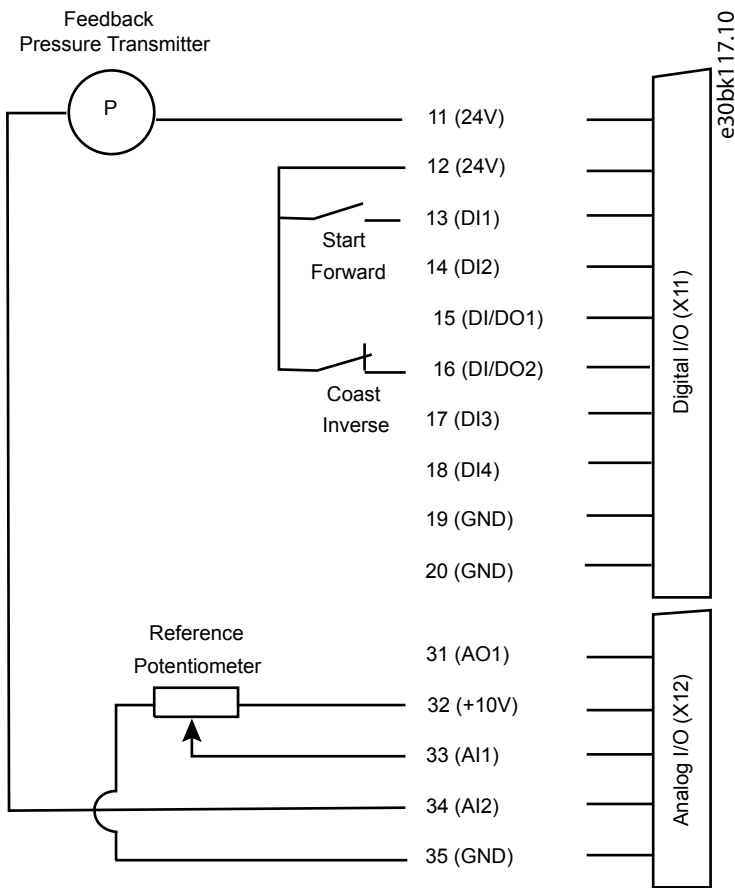 Feedback
Pressure Transmitter
e30bk117.10
P
11 (24V)
12 (24V)
13 (DI1)
Start
Forward
14 (DI2)
15 (DI/DO1)
16 (DI/DO2)
Coast
Inverse
17 (DI3)
18 (DI4)
19 (GND)
20 (GND)
Digital I/O (X11)
Reference
Potentiometer
31 (AO1)
32 (+10V)
33 (AI1)
34 (AI2)
35 (GND)
Analog I/O (X12)